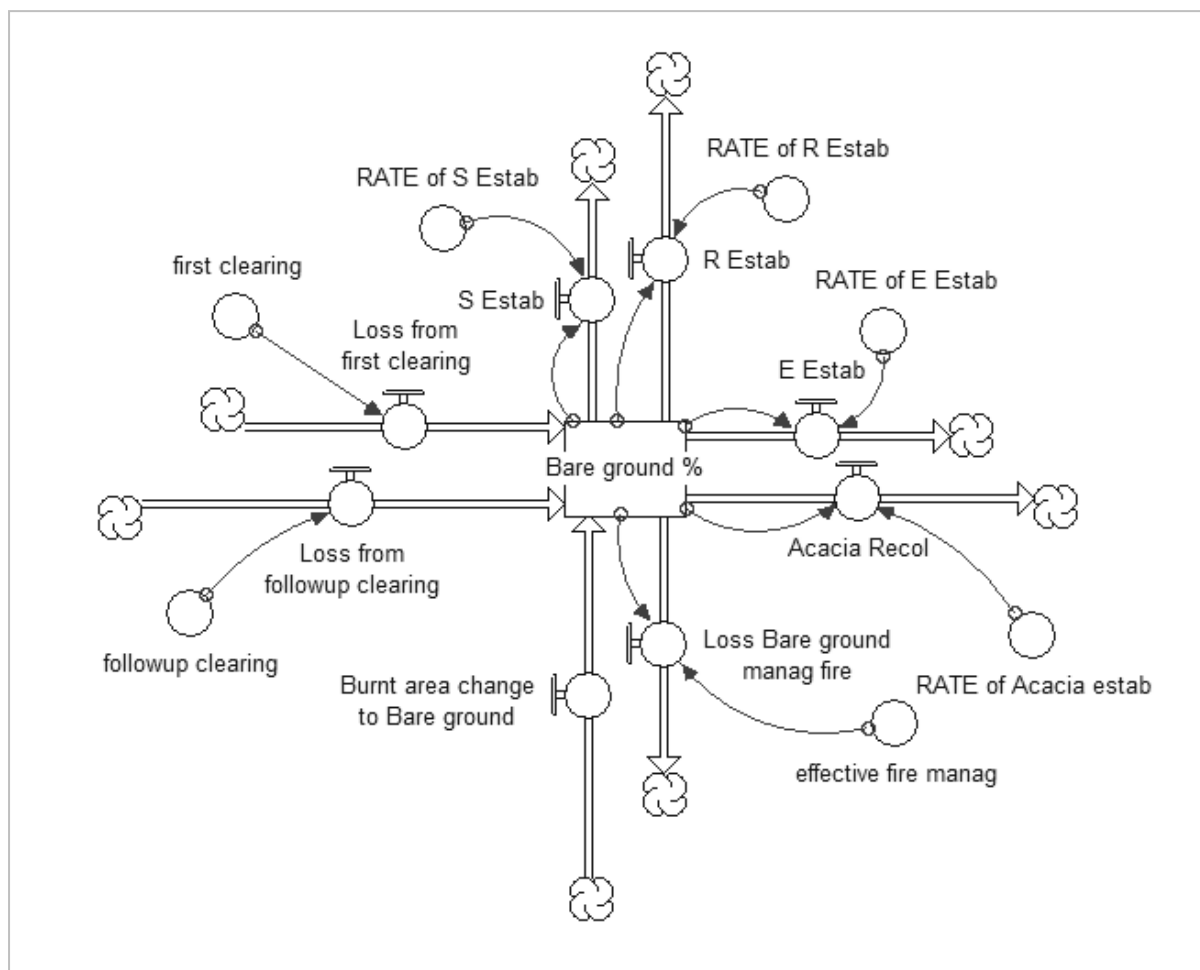 RATE of R Estab
RATE of S Estab
first clearing
R Estab
RATE of E Estab
S Estab
Loss from
first clearing
E Estab
Bare ground %
Acacia Recol
Loss from
followup clearing
followup clearing
Loss Bare ground
manag fire
RATE of Acacia estab
Burnt area change
to Bare ground
effective fire manag